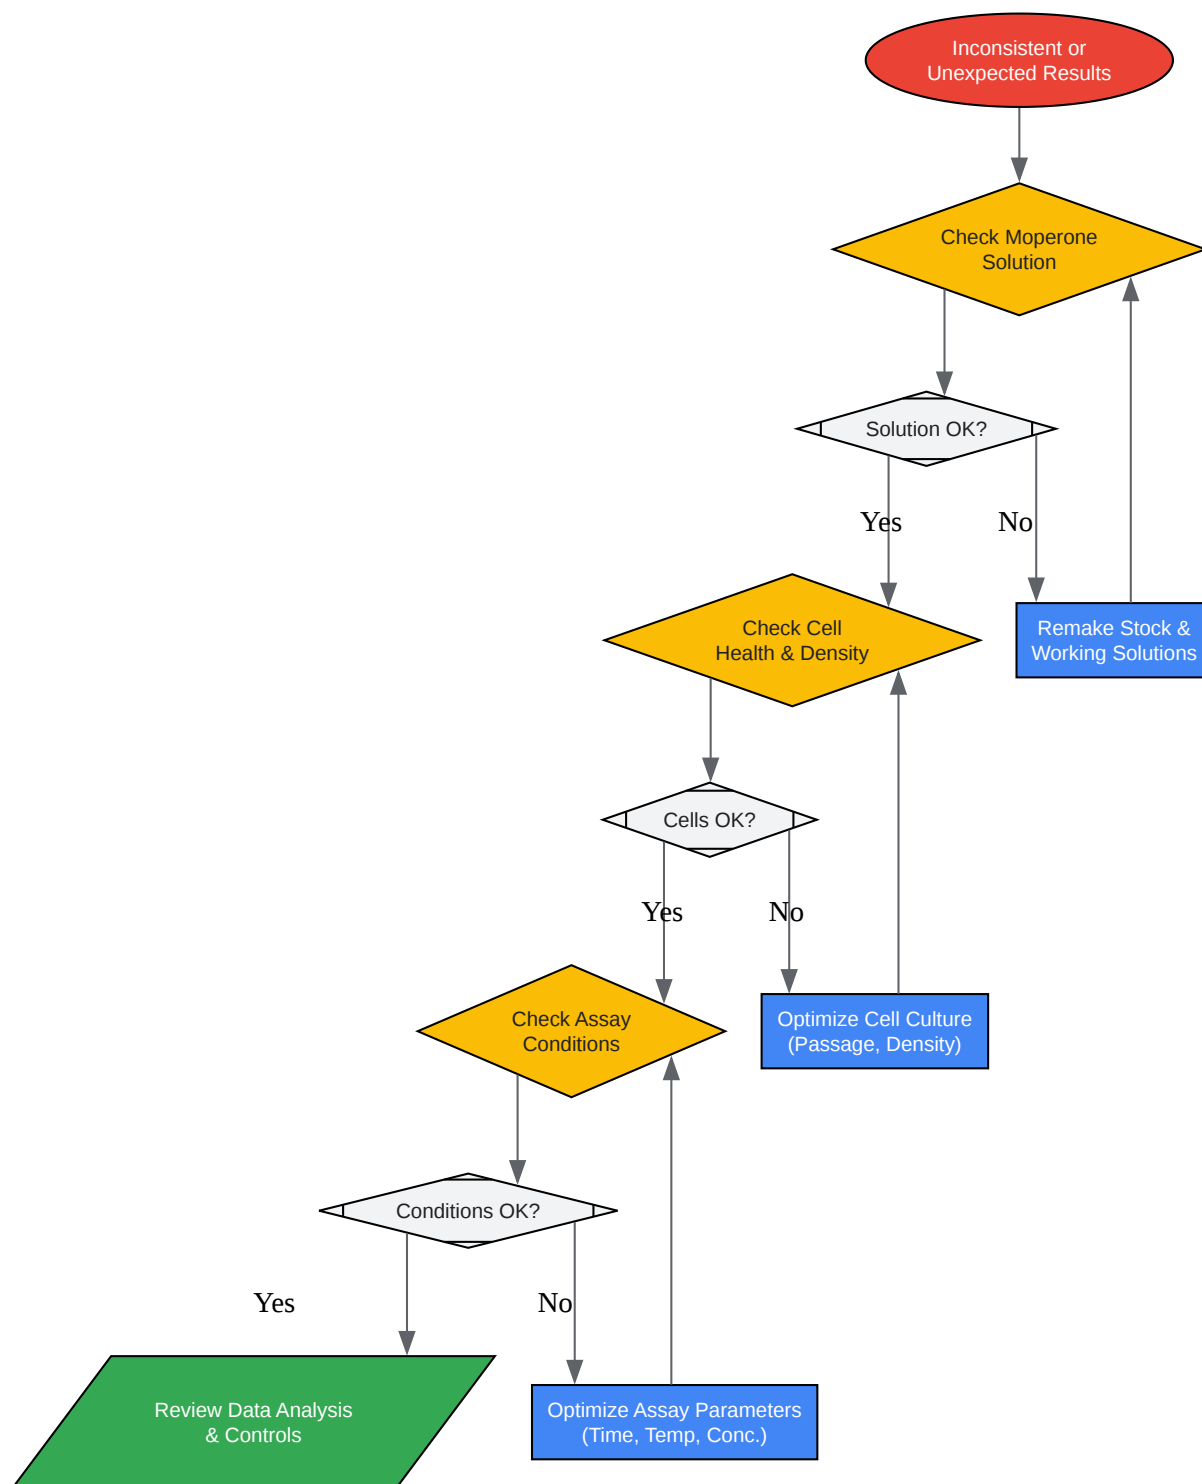 Inconsistent or
Unexpected Results
Check Moperone
Solution
Solution OK?
Yes
No
Check Cell
Health & Density
Remake Stock &
Working Solutions
Cells OK?
Yes
No
Check Assay
Conditions
Optimize Cell Culture
(Passage, Density)
Conditions OK?
Yes
No
Review Data Analysis
& Controls
Optimize Assay Parameters
(Time, Temp, Conc.)